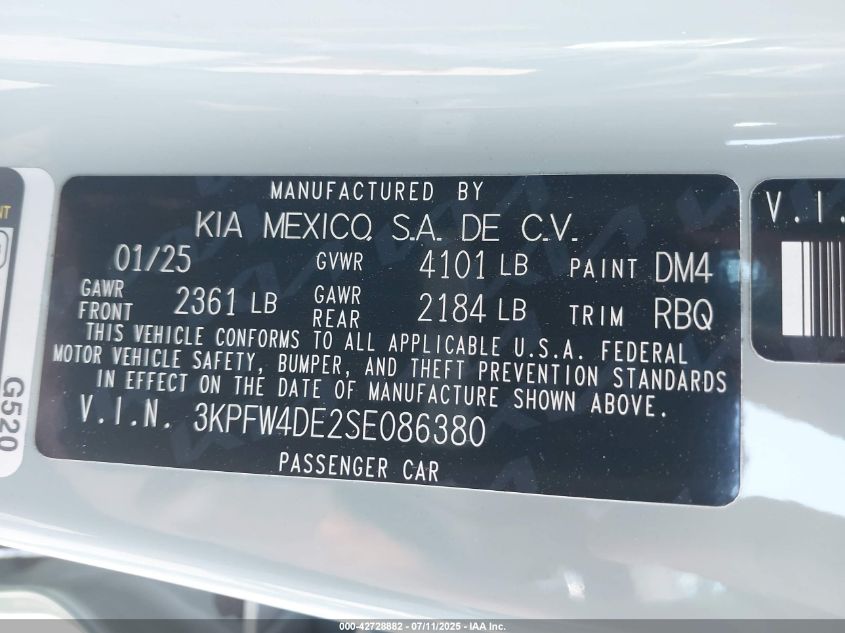 MANUFACTURED BY
KIA MEXICO, S.A. DE C.V.
01/25 GVWR 4101 LB PAINT DM4
GAWR FRONT 2361 LB GAWR REAR 2184 LB TRIM RBQ
THIS VEHICLE CONFORMS TO ALL APPLICABLE U.S.A. FEDERAL
MOTOR VEHICLE SAFETY, BUMPER, AND THEFT PREVENTION STANDARDS
IN EFFECT ON THE DATE OF MANUFACTURE SHOWN ABOVE.
V.I.N. 3KPFW4DE2SE086380
PASSENGER CAR
G520
V.I.
000-42728882 - 07/11/2025 - IAA Inc.